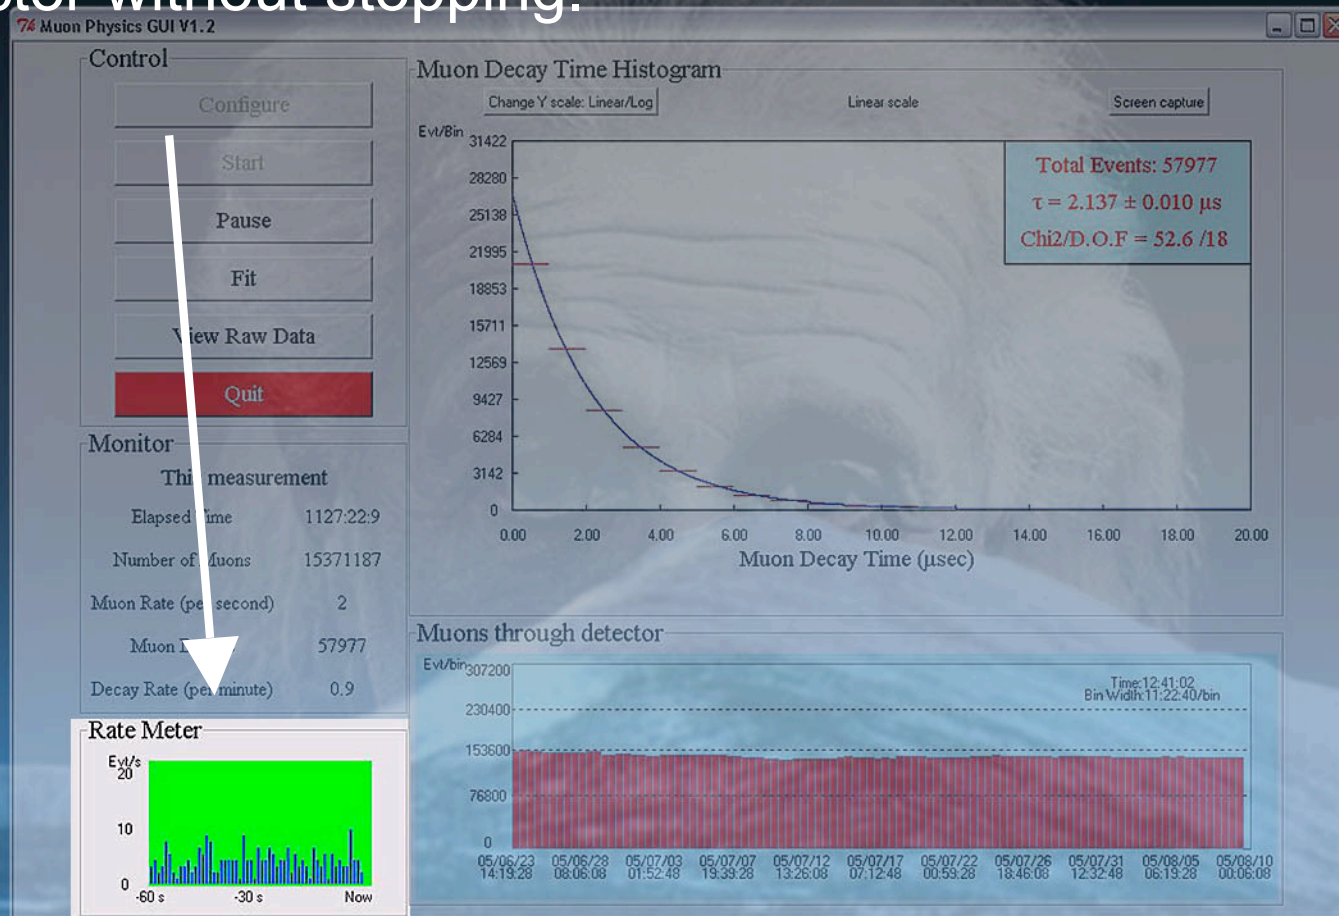 without stopping.
Muon Physics GUI V1.2
Control
Configure
Start
Pause
Fit
View Raw Data
Quit
Monitor
This measurement
Elapsed Time 1127:22:9
Number of Muons 15371187
Muon Rate (per second) 2
Muon 57977
Decay Rate (per minute) 0.9
Rate Meter
Evt/s
20
10
0
-60 s -30 s Now
Muon Decay Time Histogram
Change Y scale: Linear/Log Linear scale Screen capture
Evt/Bin
31422
28280
25138
21995
18853
15711
12569
9427
6284
3142
0
Total Events: 57977
τ = 2.137 ± 0.010 μs
Chi2/D.O.F = 52.6 /18
0.00 2.00 4.00 6.00 8.00 10.00 12.00 14.00 16.00 18.00 20.00
Muon Decay Time (μsec)
Muons through detector
Evt/bin
307200
230400
153600
76800
0
Time:12:41:02
Bin Width:11:22:40/bin
05/06/23 05/06/28 05/07/03 05/07/07 05/07/12 05/07/17 05/07/22 05/07/26 05/07/31 05/08/05 05/08/10
14:19:28 08:06:08 01:52:48 19:39:28 13:26:08 07:12:48 00:59:28 18:46:08 12:32:48 06:19:28 00:06:08